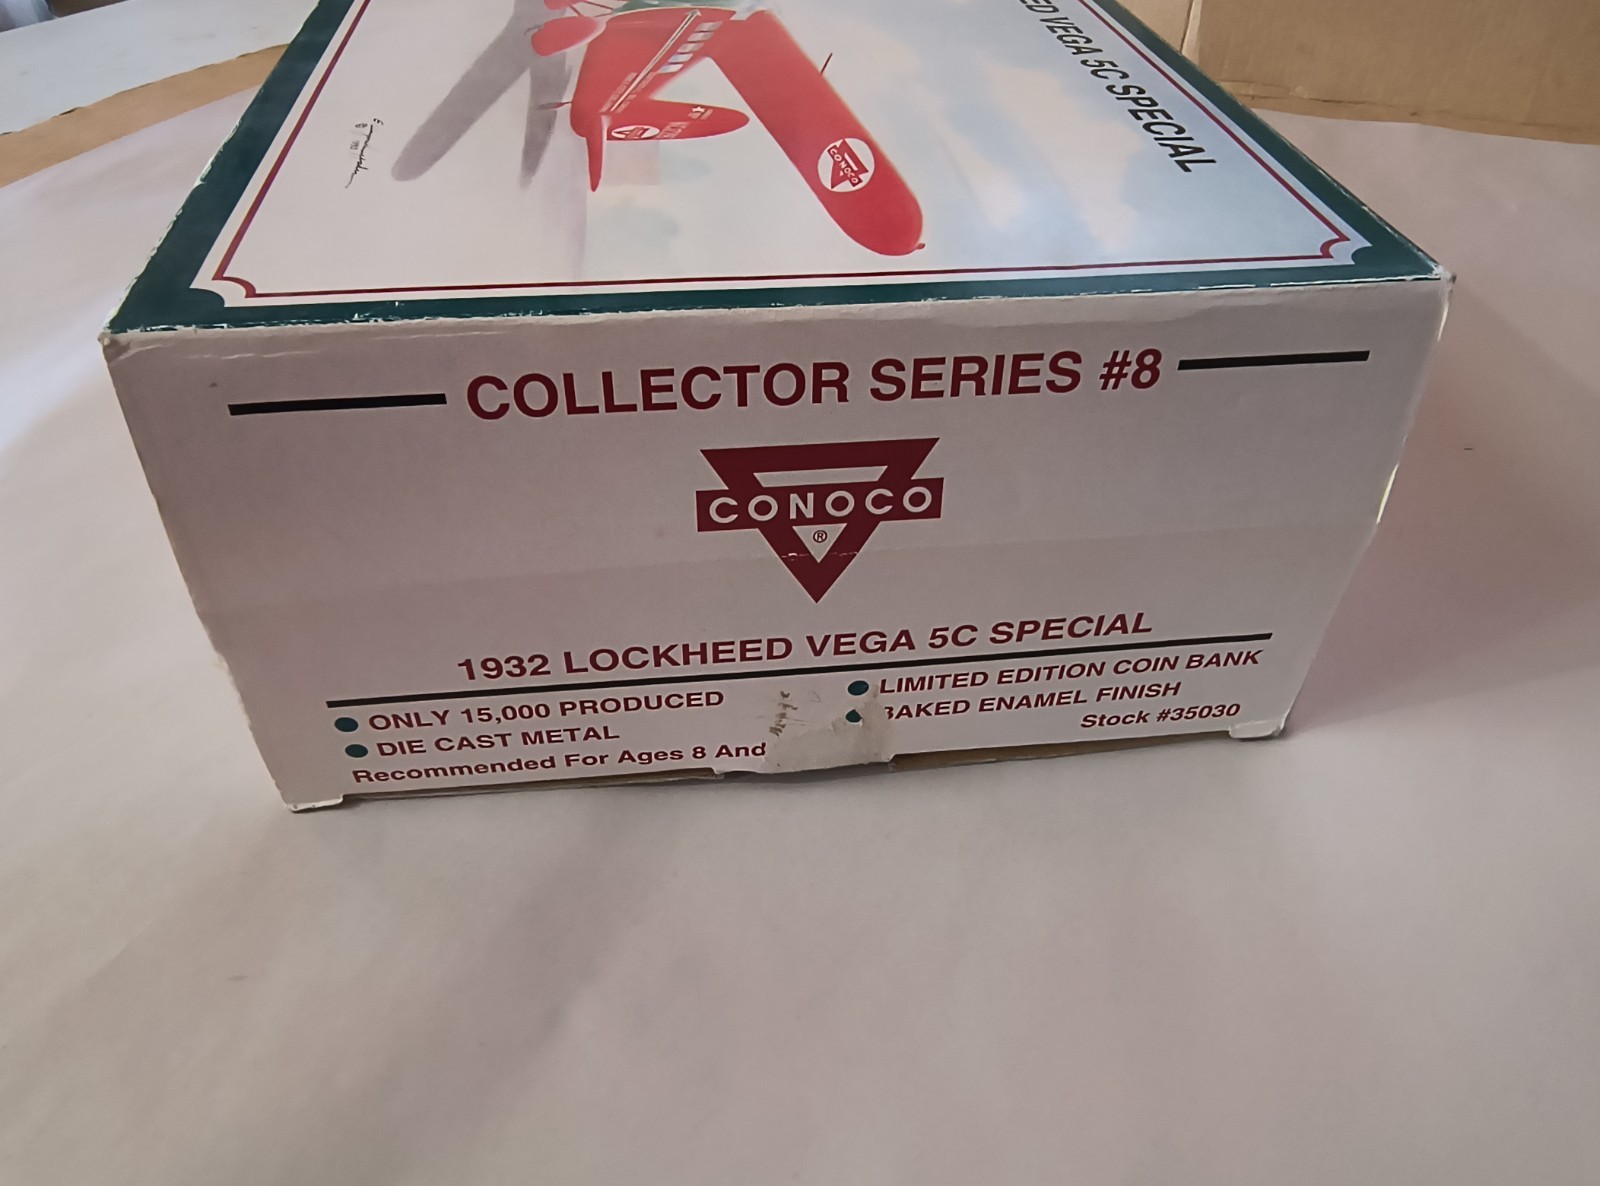 ED VEGA 5C SPECIAL
CONOCO
COLLECTOR SERIES #8
CONOCO
®
1932 LOCKHEED VEGA 5C SPECIAL
ONLY 15,000 PRODUCED
DIE CAST METAL
Recommended For Ages 8 And
LIMITED EDITION COIN BANK
BAKED ENAMEL FINISH
Stock #35030